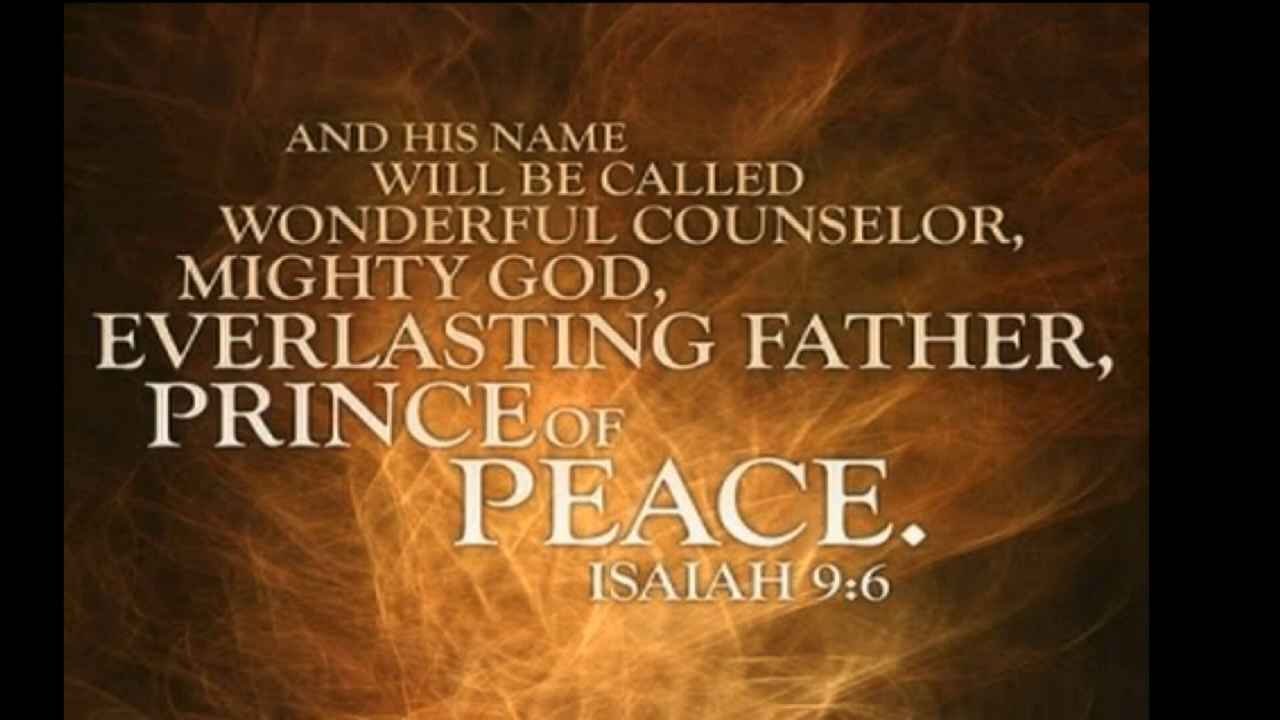 AND HIS NAME
WILL BE CALLED
WONDERFUL COUNSELOR,
MIGHTY GOD,
EVERLASTING FATHER,
PRINCE OF
PEACE.
ISAIAH 9:6